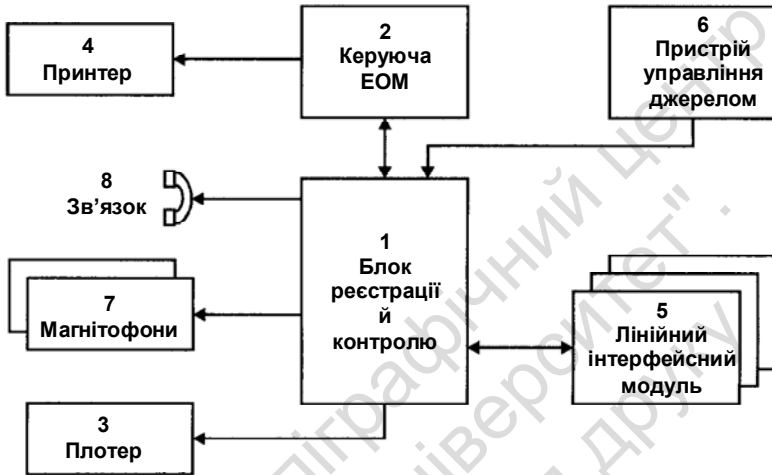 4
Принтер
2
Керуюча
ЕОМ
6
Пристрій
управління
джерелом
8
Зв’язок
1
Блок
реєстрації
й
контролю
7
Магнітофони
5
Лінійний
інтерфейсний
модуль
3
Плотер